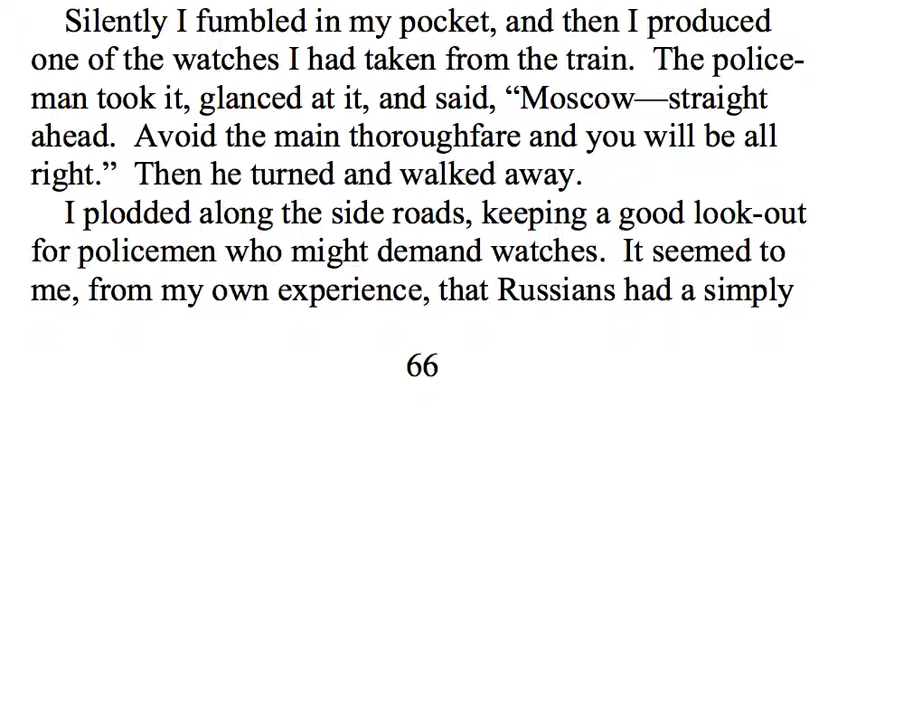 Silently I fumbled in my pocket, and then I produced
one of the watches I had taken from the train.  The police-
man took it, glanced at it, and said, “Moscow—straight
ahead.  Avoid the main thoroughfare and you will be all
right.”  Then he turned and walked away.
I plodded along the side roads, keeping a good look-out
for policemen who might demand watches.  It seemed to
me, from my own experience, that Russians had a simply
66